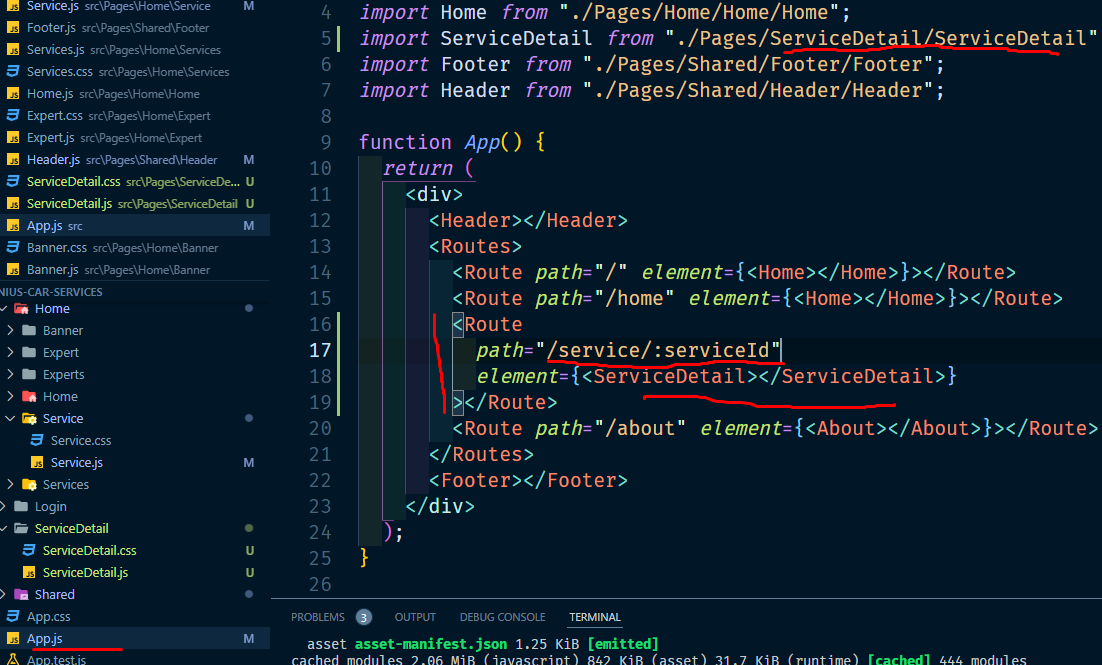 Service.js src\Pages\Home\Service M
Footer.js src\Pages\Shared\Footer
Services.js src\Pages\Home\Services
Services.css src\Pages\Home\Services
Home.js src\Pages\Home\Home
Expert.css src\Pages\Home\Expert
Expert.js src\Pages\Home\Expert
Header.js src\Pages\Shared\Header M
ServiceDetail.css src\Pages\ServiceDe... U
ServiceDetail.js src\Pages\ServiceDetail U
App.js src M
Banner.css src\Pages\Home\Banner
Banner.js src\Pages\Home\Banner
NIUS-CAR-SERVICES
Home
Banner
Expert
Experts
Home
Service
Service.css
Service.js M
Services
Login
ServiceDetail
ServiceDetail.css U
ServiceDetail.js U
Shared
App.css
App.js M
App.test.js
4 import Home from "./Pages/Home/Home/Home";
5 import ServiceDetail from "./Pages/ServiceDetail/ServiceDetail"
6 import Footer from "./Pages/Shared/Footer/Footer";
7 import Header from "./Pages/Shared/Header/Header";
8
9 function App() {
10 return (
11 <div>
12 <Header></Header>
13 <Routes>
14 <Route path="/" element={<Home></Home>}></Route>
15 <Route path="/home" element={<Home></Home>}></Route>
16 <Route
17 path="/service/:serviceId"
18 element={<ServiceDetail></ServiceDetail>}
19 ></Route>
20 <Route path="/about" element={<About></About>}></Route>
21 </Routes>
22 <Footer></Footer>
23 </div>
24 );
25 }
26
PROBLEMS 3 OUTPUT DEBUG CONSOLE TERMINAL
asset asset-manifest.json 1.25 KiB [emitted]
cached modules 2.06 MiB (javascript) 842 KiB (asset) 31.7 KiB (runtime) [cached] 444 modules